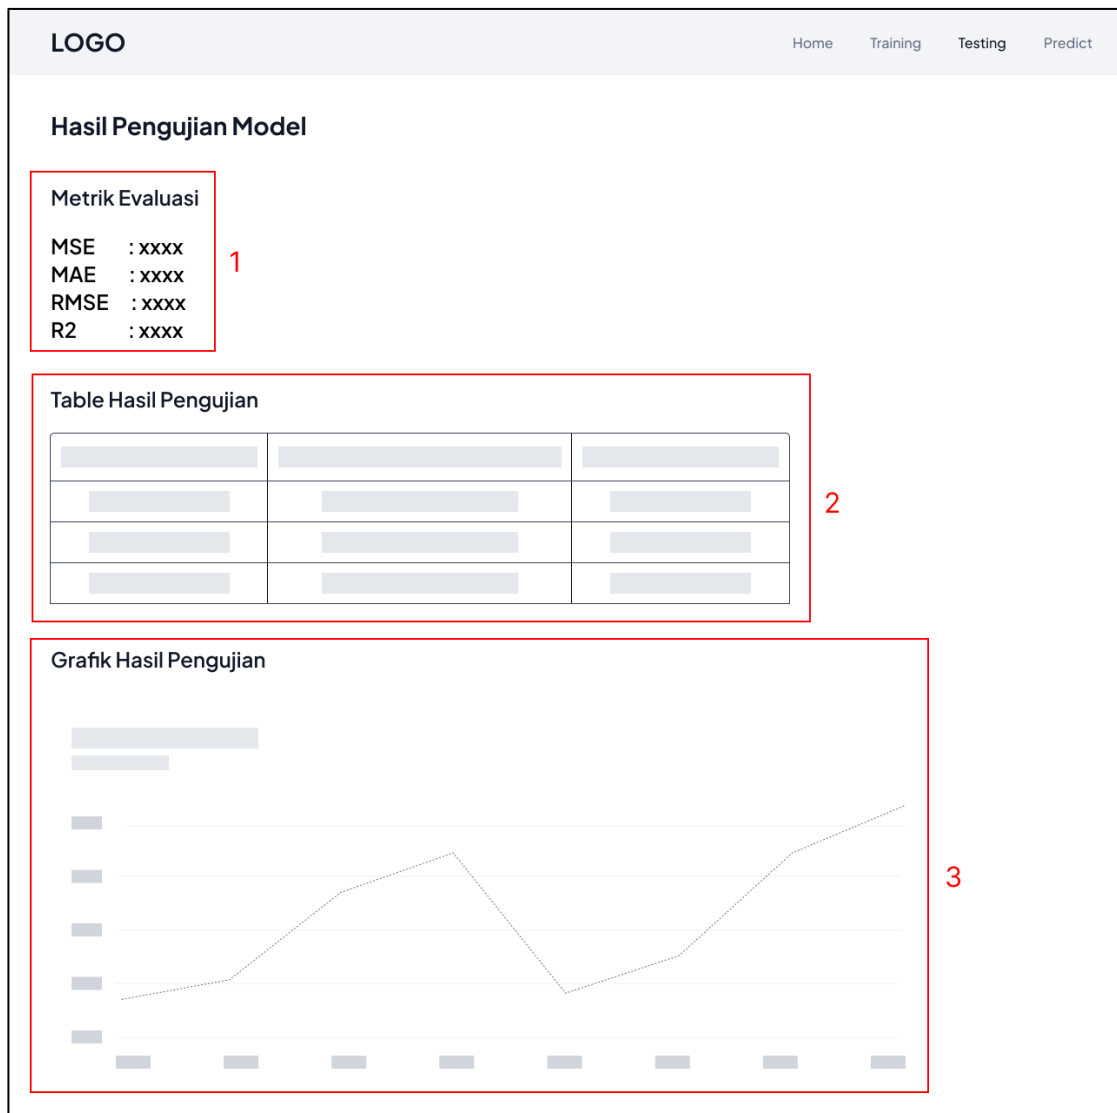 LOGO
Home Training Testing Predict
Hasil Pengujian Model
Metrik Evaluasi
MSE : xxxx
MAE : xxxx
RMSE : xxxx
R2 : xxxx
1
Table Hasil Pengujian
2
Grafik Hasil Pengujian
3